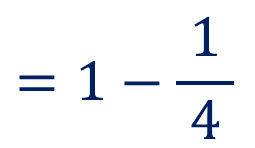 = 1 − 1/4